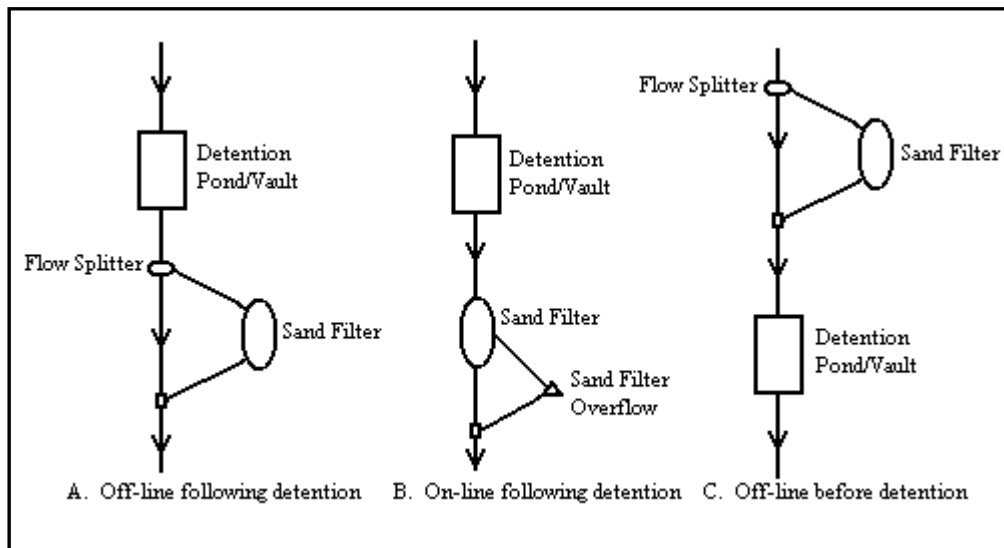 Detention
Pond/Vault
Flow Splitter
Sand Filter
A. Off-line following detention
Detention
Pond/Vault
Sand Filter
Sand Filter
Overflow
B. On-line following detention
Flow Splitter
Sand Filter
Detention
Pond/Vault
C. Off-line before detention